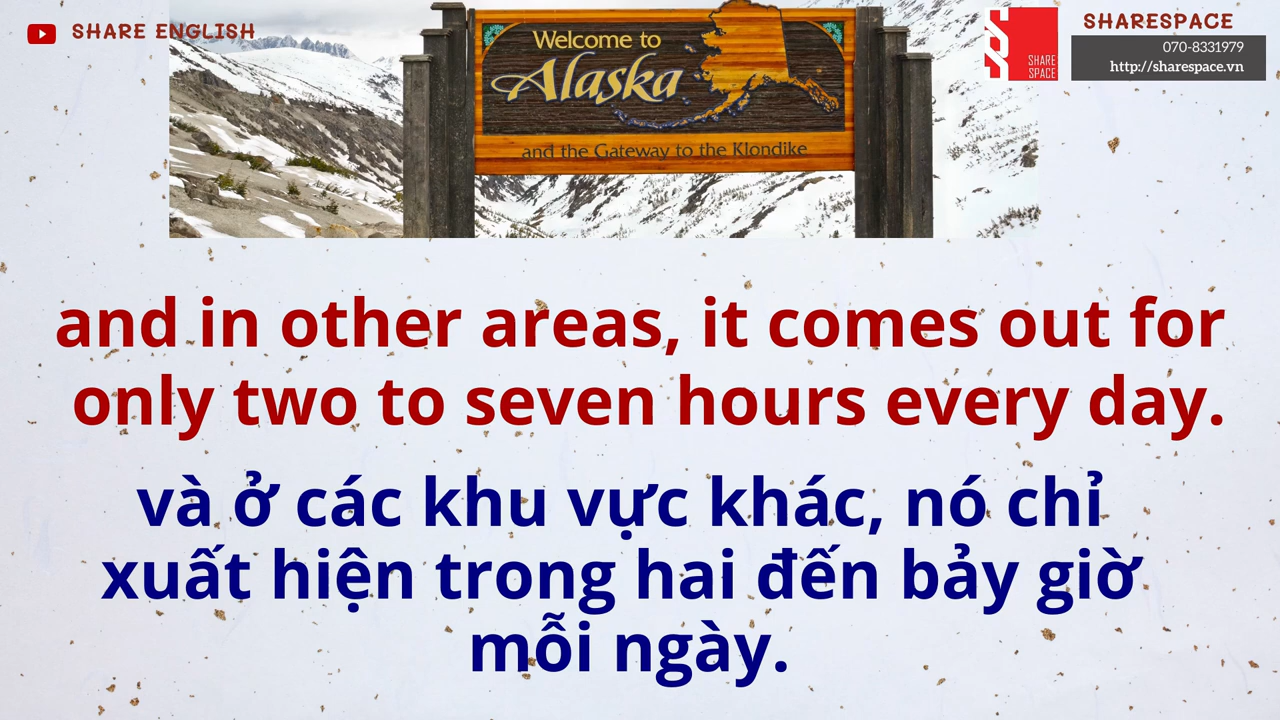 SHARE ENGLISH
Welcome to
Alaska
and the Gateway to the Klondike
SHARE
SPACE
SHARESPACE
070-8331979
http://sharespace.vn
and in other areas, it comes out for
only two to seven hours every day.
và ở các khu vực khác, nó chỉ
xuất hiện trong hai đến bảy giờ
mỗi ngày.